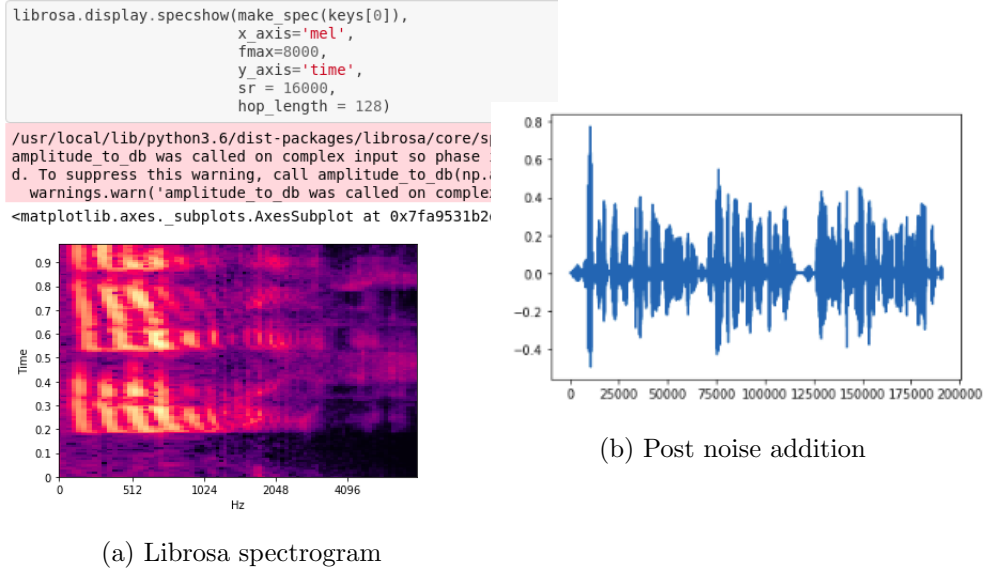 librosa.display.specshow(make_spec(keys[0]),
x_axis='mel',
fmax=8000,
y_axis='time',
sr = 16000,
hop_length = 128)
/usr/local/lib/python3.6/dist-packages/librosa/core/sp
amplitude_to_db was called on complex input so phase
d. To suppress this warning, call amplitude_to_db(np.a
warnings.warn('amplitude_to_db was called on complex
<matplotlib.axes._subplots.AxesSubplot at 0x7fa9531b2
0.9
0.8
0.7
0.6
0.5
0.4
0.3
0.2
0.1
0
Time
0 512 1024 2048 4096
Hz
(a) Librosa spectrogram
0.8
0.6
0.4
0.2
0.0
−0.2
−0.4
0 25000 50000 75000 100000 125000 150000 175000 200000
(b) Post noise addition